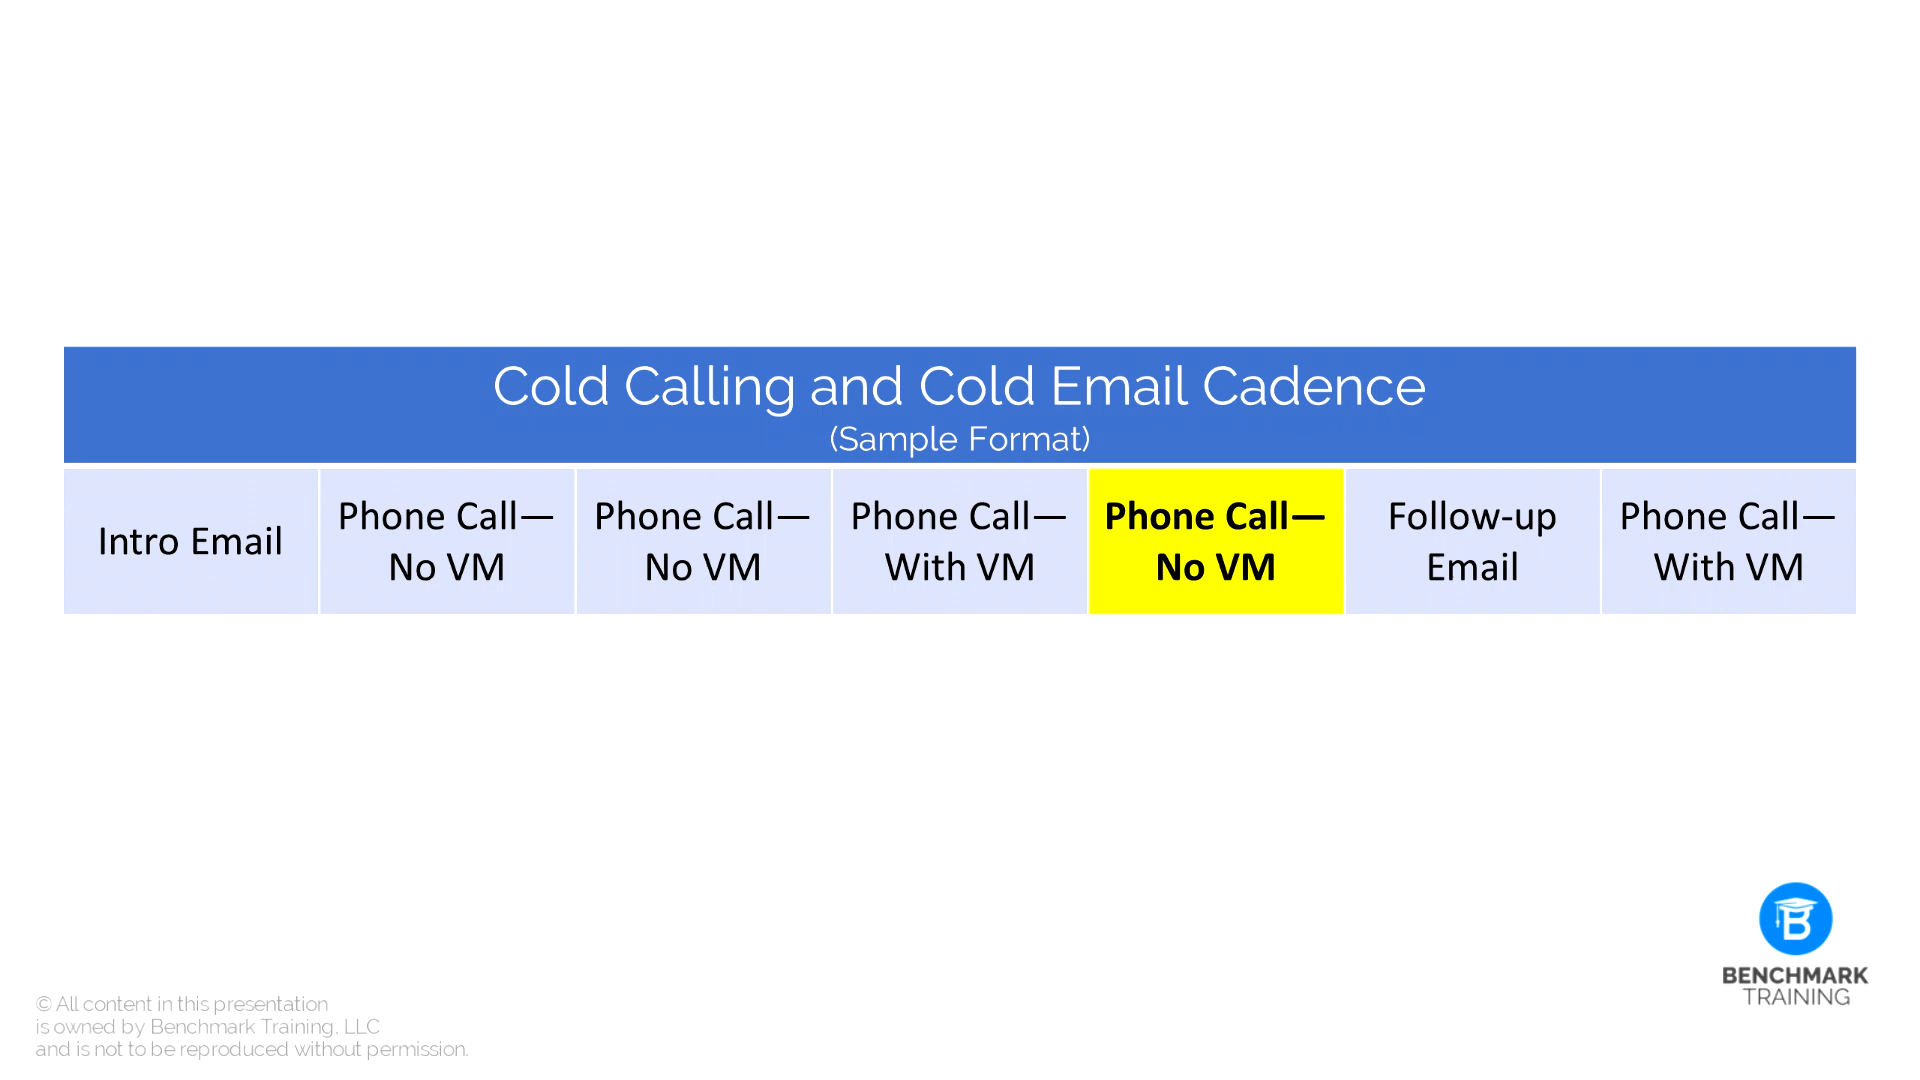 Cold Calling and Cold Email Cadence
(Sample Format)
Intro Email
Phone Call—
No VM
Phone Call—
No VM
Phone Call—
With VM
Phone Call—
No VM
Follow-up
Email
Phone Call—
With VM
B
BENCHMARK
TRAINING
© All content in this presentation
is owned by Benchmark Training, LLC
and is not to be reproduced without permission.